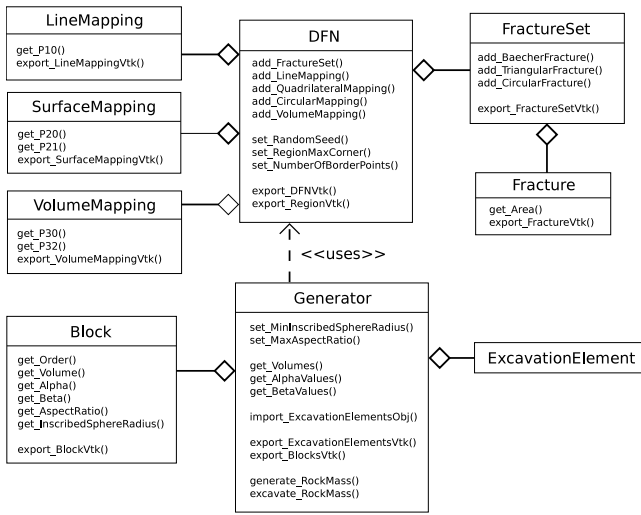 LineMapping
get_P10()
export_LineMappingVtk()
SurfaceMapping
get_P20()
get_P21()
export_SurfaceMappingVtk()
VolumeMapping
get_P30()
get_P32()
export_VolumeMappingVtk()
DFN
add_FractureSet()
add_LineMapping()
add_QuadrilateralMapping()
add_CircularMapping()
add_VolumeMapping()
set_RandomSeed()
set_RegionMaxCorner()
set_NumberOfBorderPoints()
export_DFNVtk()
export_RegionVtk()
FractureSet
add_BaecherFracture()
add_TriangularFracture()
add_CircularFracture()
export_FractureSetVtk()
Fracture
get_Area()
export_FractureVtk()
<<uses>>
Block
get_Order()
get_Volume()
get_Alpha()
get_Beta()
get_AspectRatio()
get_InscribedSphereRadius()
export_BlockVtk()
Generator
set_MinInscribedSphereRadius()
set_MaxAspectRatio()
get_Volumes()
get_AlphaValues()
get_BetaValues()
import_ExcavationElementsObj()
export_ExcavationElementsVtk()
export_BlocksVtk()
generate_RockMass()
excavate_RockMass()
ExcavationElement